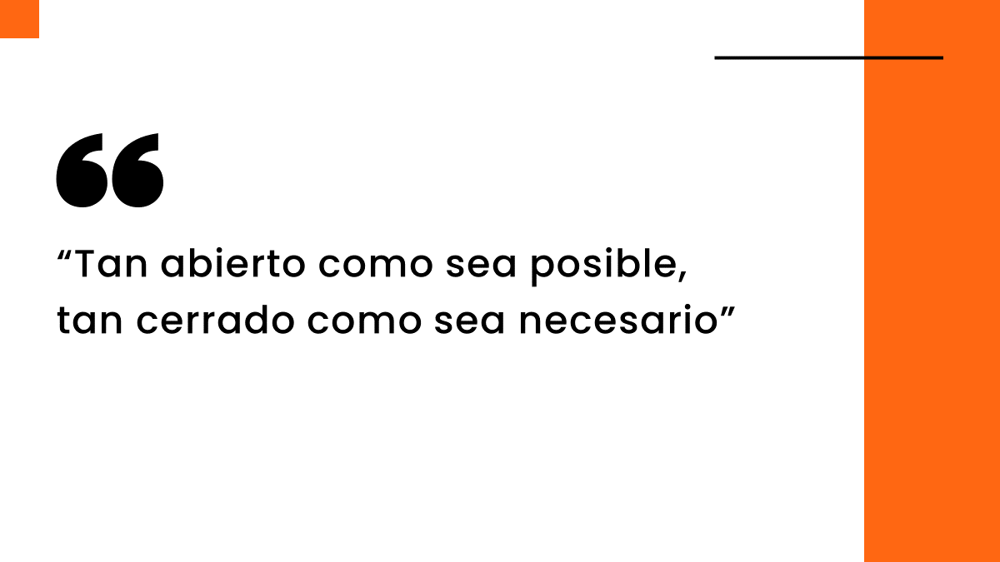 “Tan abierto como sea posible,
tan cerrado como sea necesario”